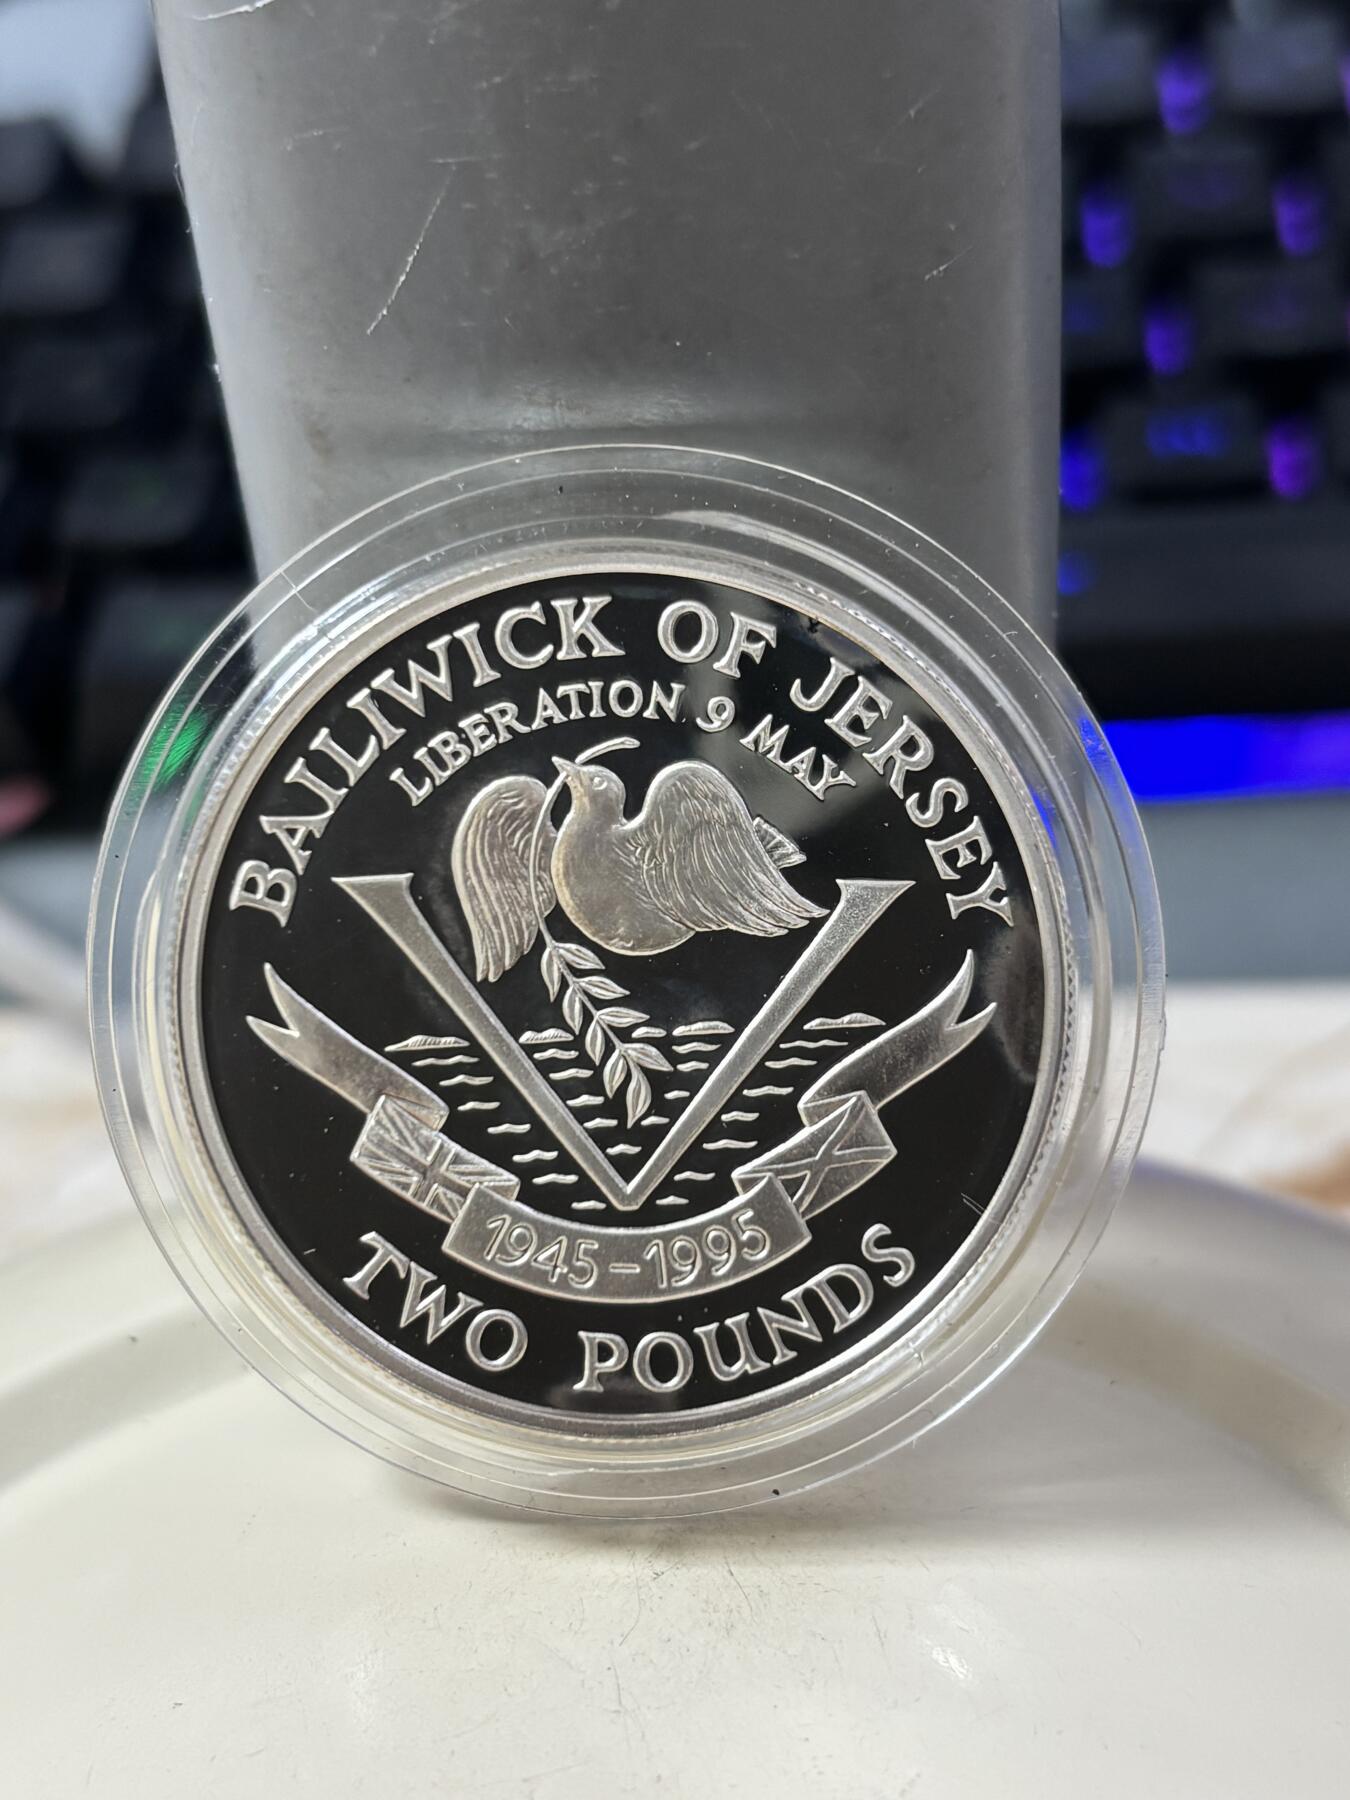 BAILIWICK OF JERSEY
LIBERATION 9 MAY
1945-1995
TWO POUNDS